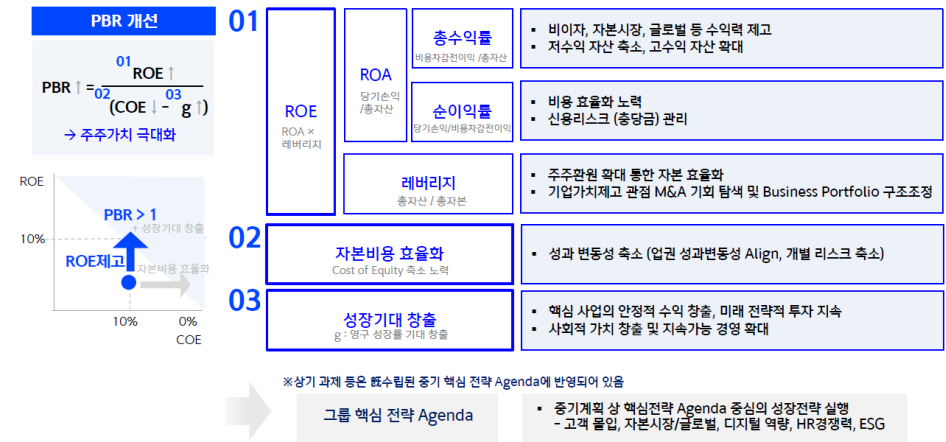 PBR 개선
PBR ↑ =
01
ROE ↑
02
03
(COE ↓ - g ↑)
→ 주주가치 극대화
ROE
PBR > 1
+ 성장기대 창출
10%
ROE제고
자본비용 효율화
10%
0%
COE
01
ROE
ROA ×
레버리지
ROA
당기손익
/총자산
총수익률
비용차감전이익 /총자산
▪ 비이자, 자본시장, 글로벌 등 수익력 제고
▪ 저수익 자산 축소, 고수익 자산 확대
순이익률
당기손익/비용차감전이익
▪ 비용 효율화 노력
▪ 신용리스크 (충당금) 관리
레버리지
총자산 / 총자본
▪ 주주환원 확대 통한 자본 효율화
▪ 기업가치제고 관점 M&A 기회 탐색 및 Business Portfolio 구조조정
02
자본비용 효율화
Cost of Equity 축소 노력
▪ 성과 변동성 축소 (업권 성과변동성 Align, 개별 리스크 축소)
03
성장기대 창출
g : 영구 성장률 기대 창출
▪ 핵심 사업의 안정적 수익 창출, 미래 전략적 투자 지속
▪ 사회적 가치 창출 및 지속가능 경영 확대
※상기 과제 등은 旣수립된 중기 핵심 전략 Agenda에 반영되어 있음
그룹 핵심 전략 Agenda
▪ 중기계획 상 핵심전략 Agenda 중심의 성장전략 실행
– 고객 몰입, 자본시장/글로벌, 디지털 역량, HR경쟁력, ESG